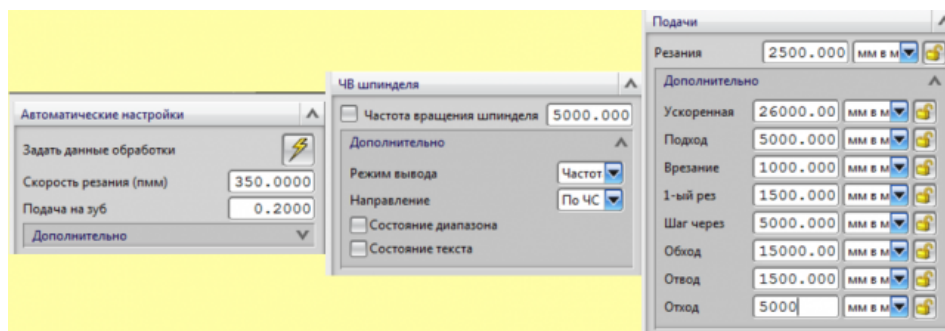 Автоматические настройки
Задать данные обработки
Скорость резания (пмм) 350.0000
Подача на зуб 0.2000
Дополнительно
ЧВ шпинделя
Частота вращения шпинделя 5000.000
Дополнительно
Режим вывода Частот
Направление По ЧС
Состояние диапазона
Состояние текста
Подачи
Резания 2500.000 мм в м
Дополнительно
Ускоренная 26000.00 мм в м
Подход 5000.000 мм в м
Врезание 1000.000 мм в м
1-ый рез 1500.000 мм в м
Шаг через 5000.000 мм в м
Обход 15000.00 мм в м
Отвод 1500.000 мм в м
Отход 5000 мм в м